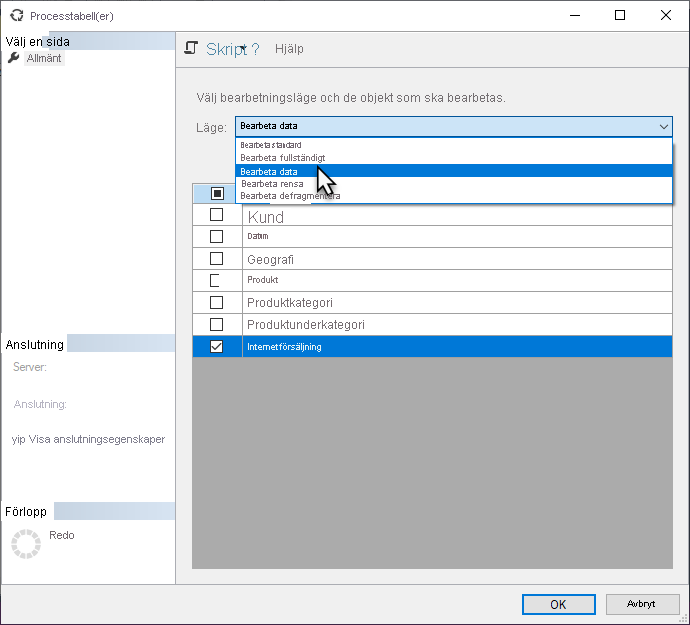 Processtabell(er)
Välj en sida
Allmänt
Skript ?
Hjälp
Välj bearbetningsläge och de objekt som ska bearbetas.
Läge:
Bearbeta data
Bearbeta standard
Bearbeta fullständigt
Bearbeta data
Bearbeta rensa
Bearbeta defragmentera
Kund
Datum
Geografi
Produkt
Produktkategori
Produktunderkategori
Internetförsäljning
Anslutning
Server:
Anslutning:
yip Visa anslutningsegenskaper
Förlopp
Redo
OK
Avbryt